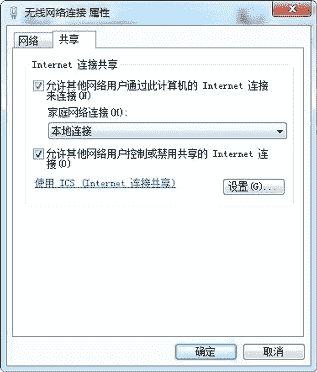 无线网络连接 属性
网络 共享
Internet 连接共享
允许其他网络用户通过此计算机的 Internet 连接
来连接(N)
家庭网络连接(H):
本地连接
允许其他网络用户控制或禁用共享的 Internet 连
接(O)
使用 ICS (Internet 连接共享)
设置(G)...
确定 取消